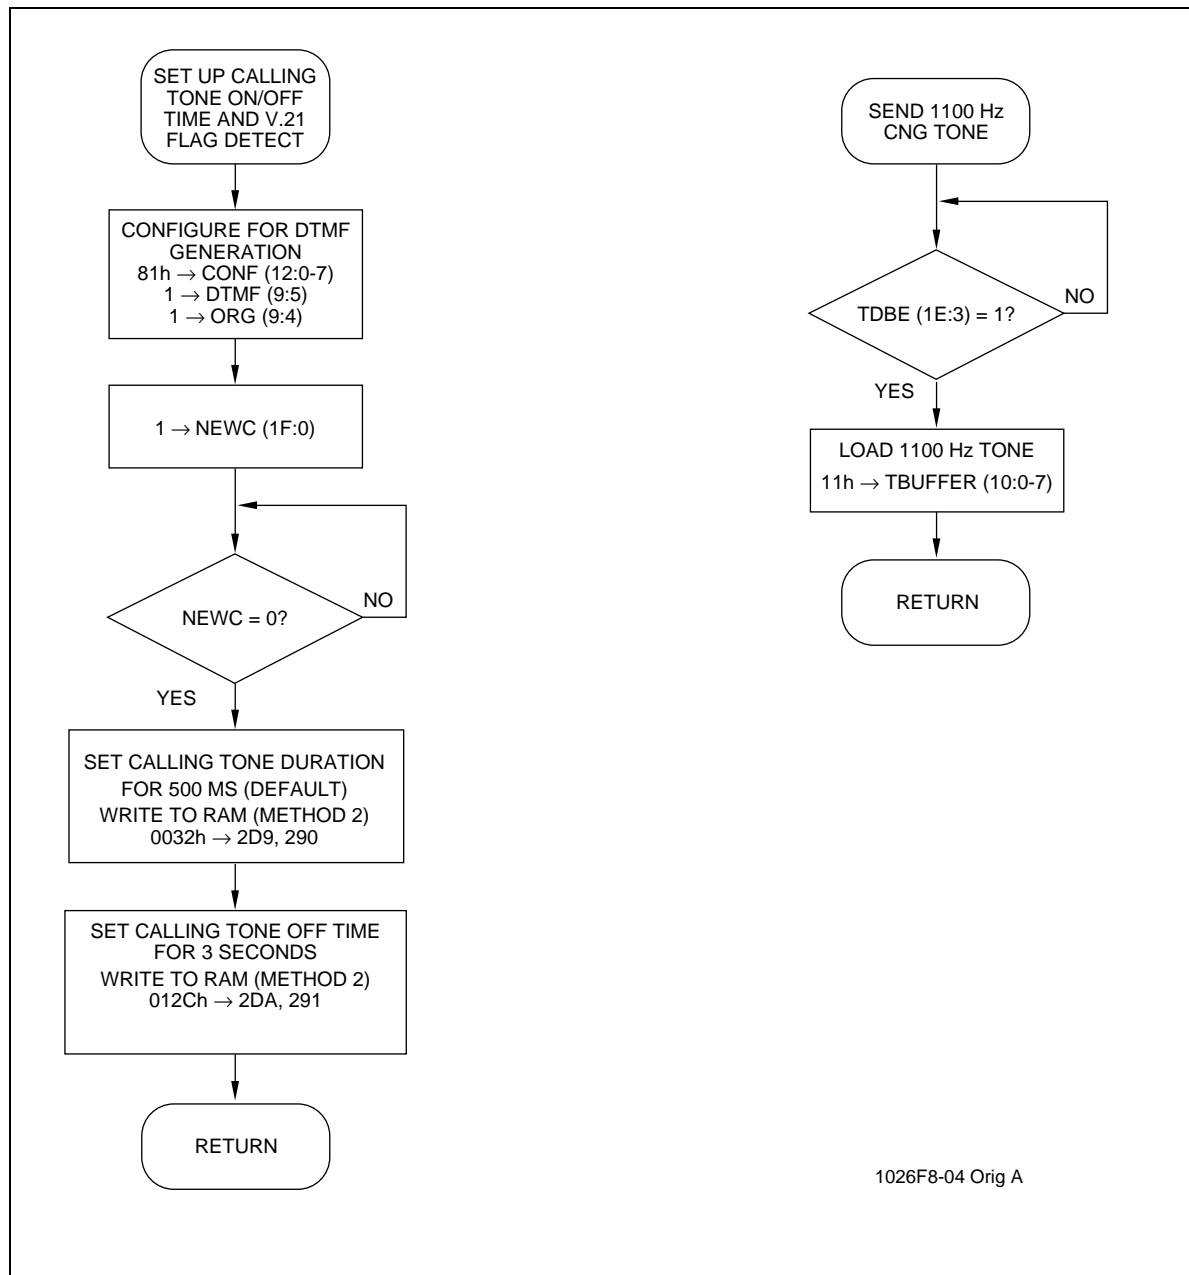 SET UP CALLING
TONE ON/OFF
TIME AND V.21
FLAG DETECT
CONFIGURE FOR DTMF
GENERATION
81h → CONF (12:0-7)
1 → DTMF (9:5)
1 → ORG (9:4)
1 → NEWC (1F:0)
NEWC = 0?
NO
YES
SET CALLING TONE DURATION
FOR 500 MS (DEFAULT)
WRITE TO RAM (METHOD 2)
0032h → 2D9, 290
SET CALLING TONE OFF TIME
FOR 3 SECONDS
WRITE TO RAM (METHOD 2)
012Ch → 2DA, 291
RETURN
SEND 1100 Hz
CNG TONE
TDBE (1E:3) = 1?
NO
YES
LOAD 1100 Hz TONE
11h → TBUFFER (10:0-7)
RETURN
1026F8-04 Orig A